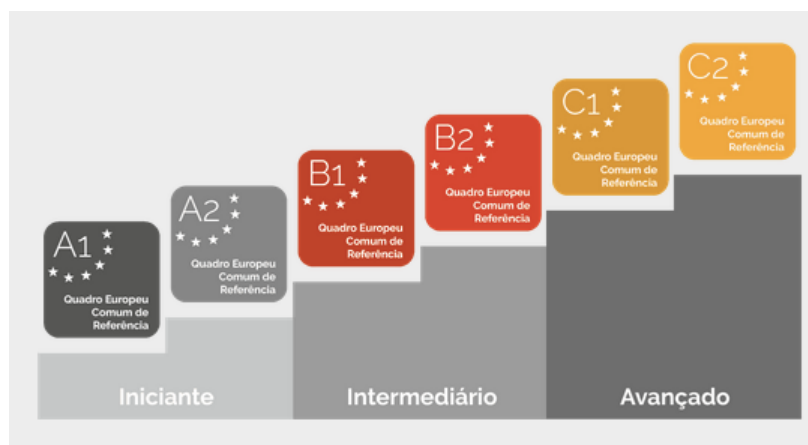 A1
Quadro Europeu
Comum de
Referência
A2
Quadro Europeu
Comum de
Referência
B1
Quadro Europeu
Comum de
Referência
B2
Quadro Europeu
Comum de
Referência
C1
Quadro Europeu
Comum de
Referência
C2
Quadro Europeu
Comum de
Referência
Iniciante
Intermediário
Avançado